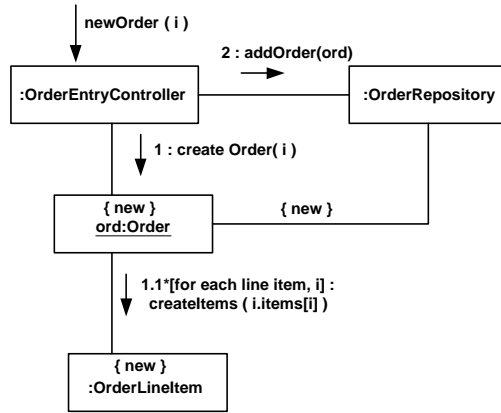 newOrder ( i )
2 : addOrder(ord)
:OrderEntryController
:OrderRepository
1 : create Order( i )
{ new }
ord:Order
{ new }
1.1*[for each line item, i] :
createItems ( i.items[i] )
{ new }
:OrderLineItem